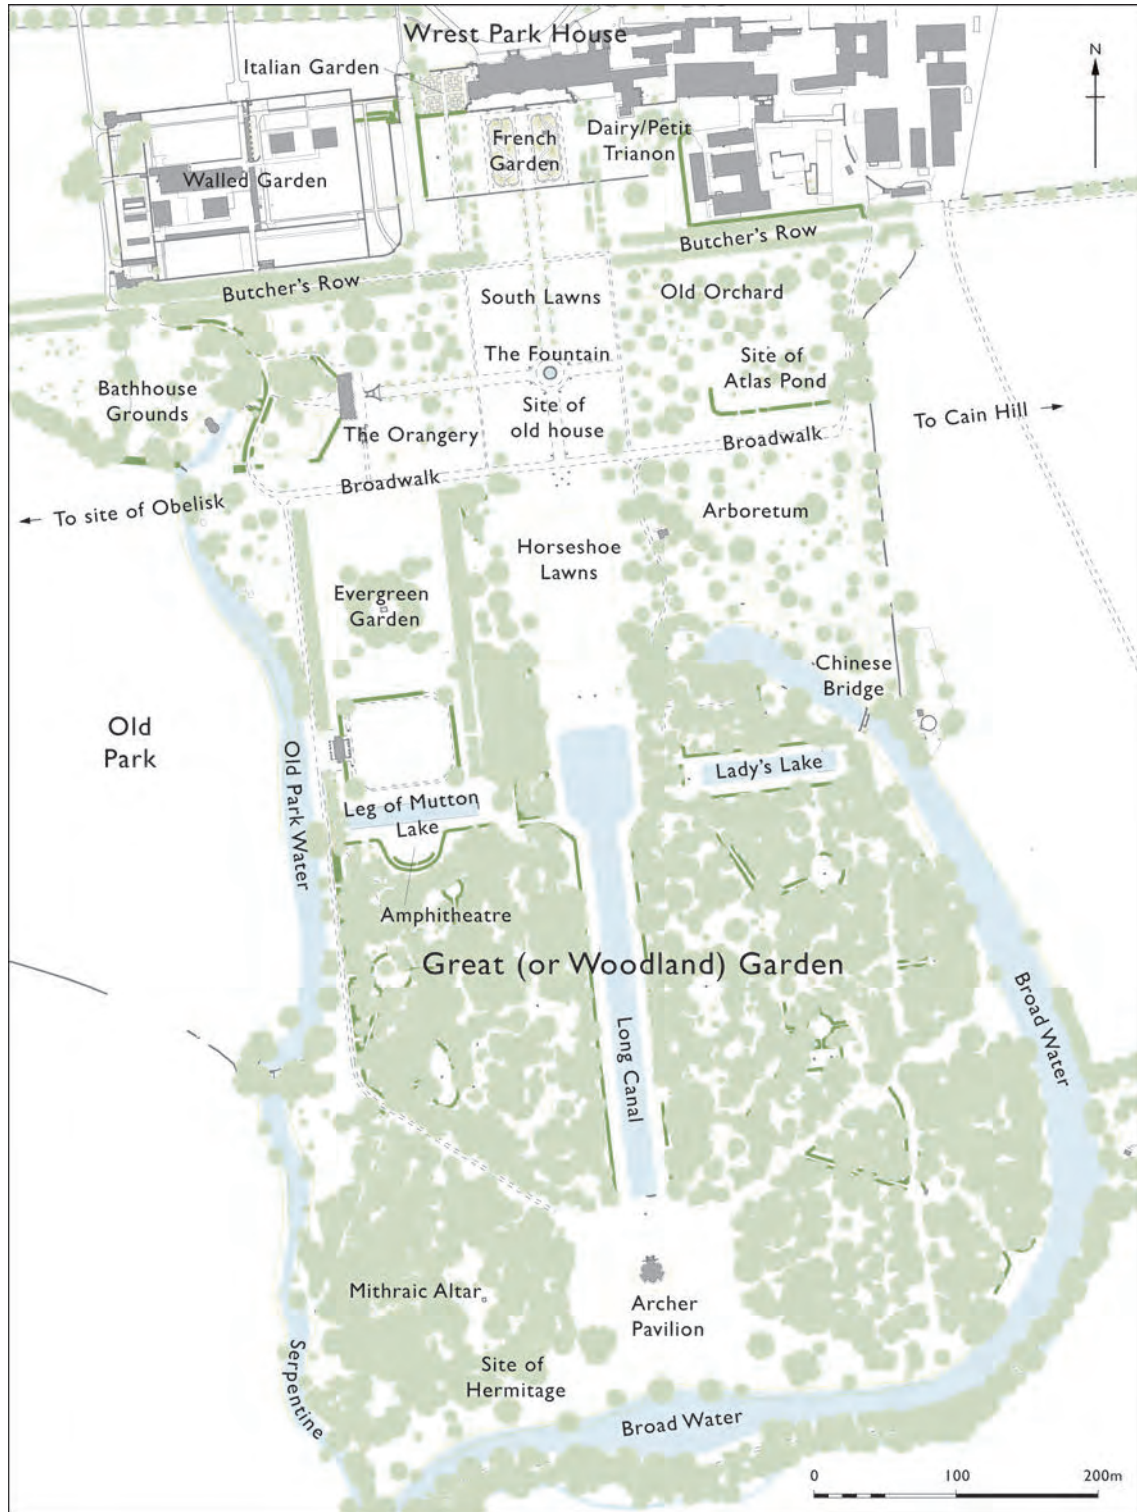 Wrest Park House
N
Italian Garden
French
Garden
Dairy/Petit
Trianon
Walled Garden
Butcher's Row
Butcher's Row
South Lawns
Old Orchard
The Fountain
Site of
Atlas Pond
Bathhouse
Grounds
Site of
old house
To Cain Hill
The Orangery
Broadwalk
Broadwalk
To site of Obelisk
Arboretum
Horseshoe
Lawns
Evergreen
Garden
Chinese
Bridge
Old
Park
Old Park Water
Lady's Lake
Leg of Mutton
Lake
Amphitheatre
Great (or Woodland) Garden
Long Canal
Broad Water
Mithraic Altar
Archer
Pavilion
Serpentine
Site of
Hermitage
Broad Water
0 100 200m